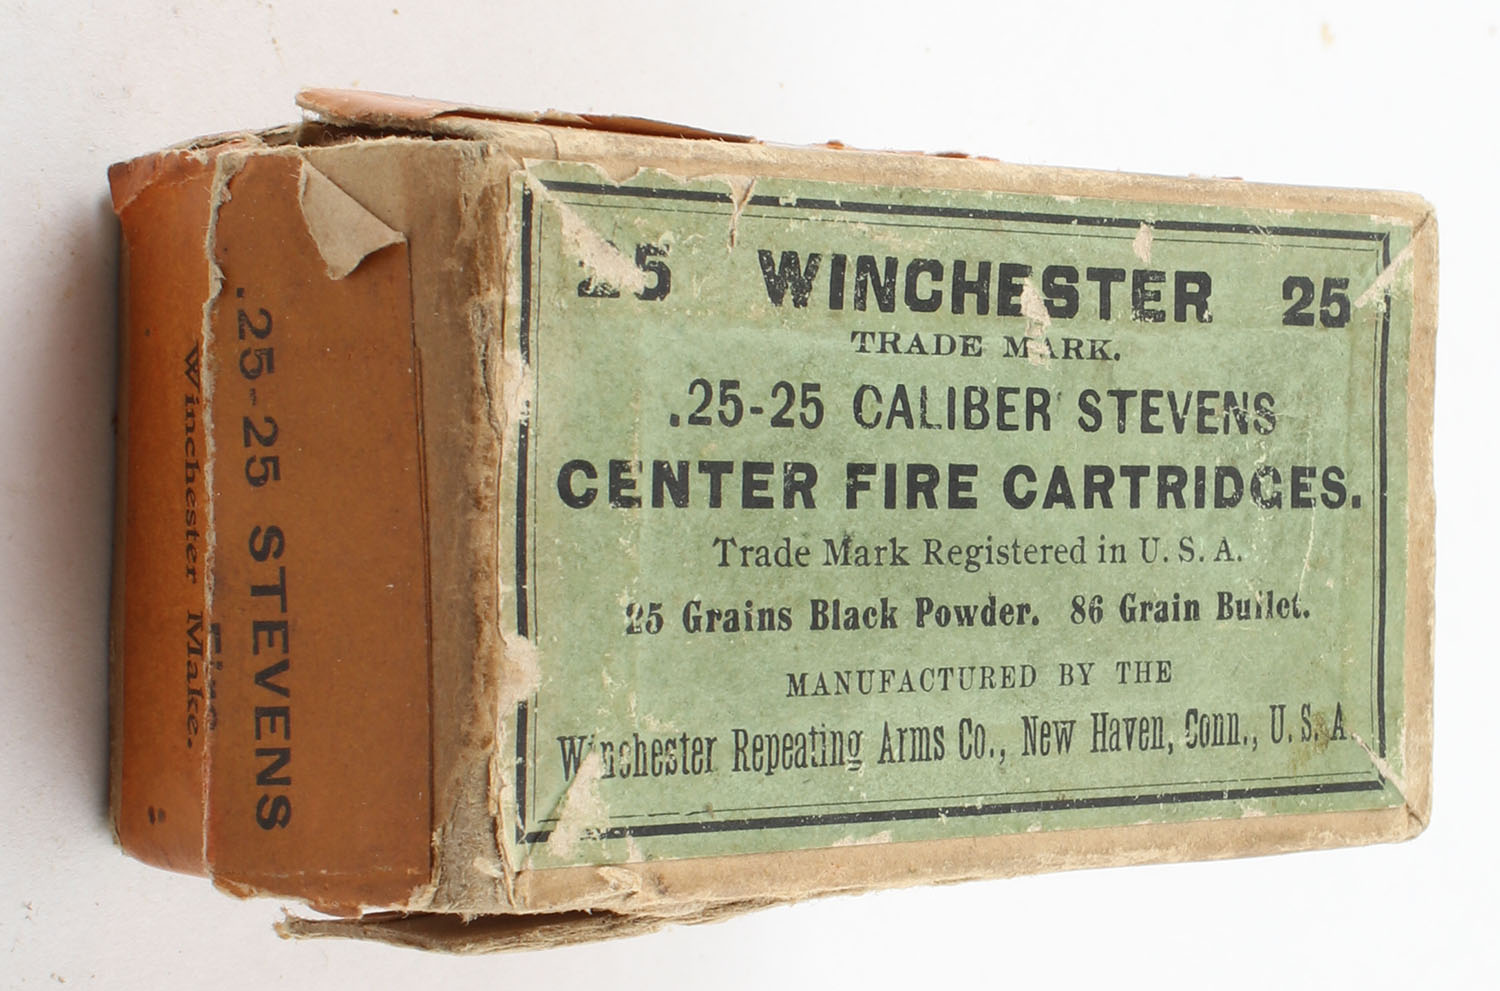 25 WINCHESTER 25
TRADE MARK.
.25-25 CALIBER STEVENS
CENTER FIRE CARTRIDGES.
Trade Mark Registered in U. S. A.
25 Grains Black Powder. 86 Grain Bullet.
MANUFACTURED BY THE
Winchester Repeating Arms Co., New Haven, Conn., U. S. A.
.25-25 STEVENS
Winchester Make.